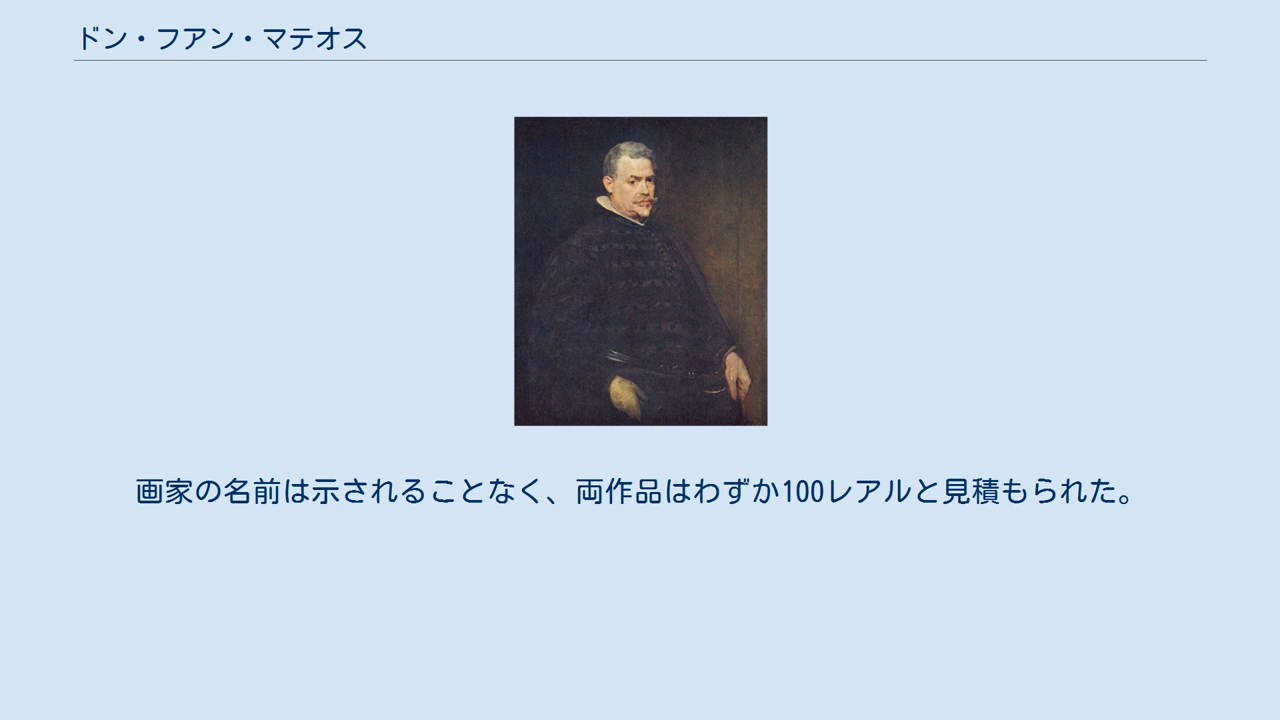 ドン・フアン・マテオス
画家の名前は示されることなく、両作品はわずか100レアルと見積もられた。